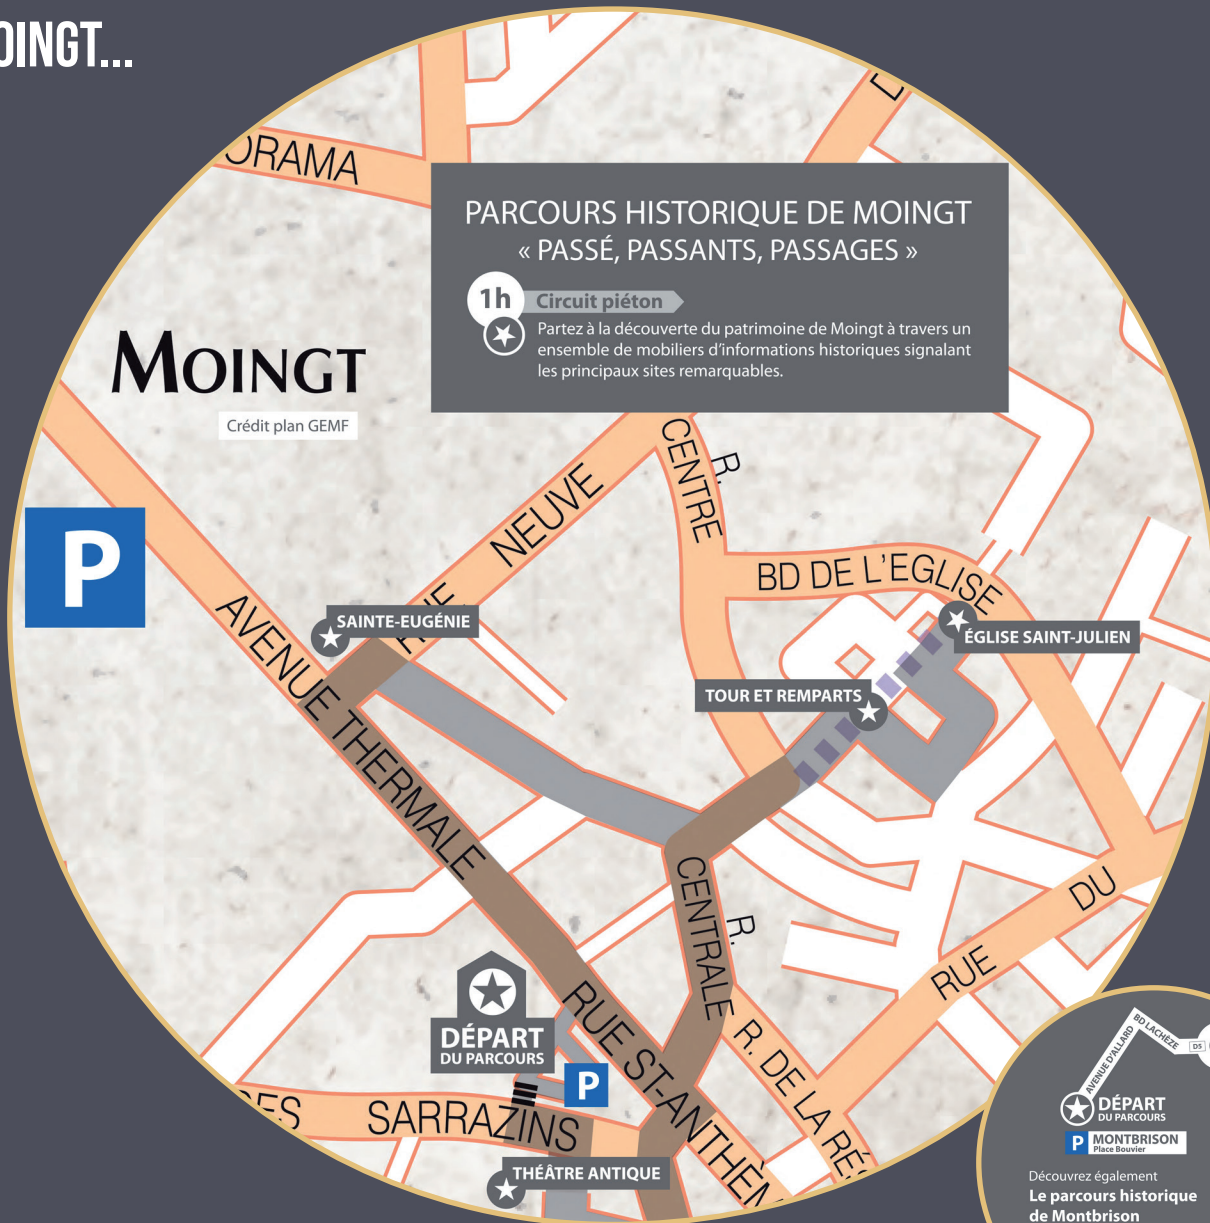 OINGT...
ORAMA
PARCOURS HISTORIQUE DE MOINGT
« PASSÉ, PASSANTS, PASSAGES »
1h
Circuit piéton
Partez à la découverte du patrimoine de Moingt à travers un
ensemble de mobiliers d'informations historiques signalant
les principaux sites remarquables.
MOINGT
Crédit plan GEMF
P
CENTRE
R.
NEUVE
BD DE L'EGLISE
AVENUE THERMALE
SAINTE-EUGÉNIE
ÉGLISE SAINT-JULIEN
TOUR ET REMPARTS
CENTRALE
R.
RUE DU
DÉPART
DU PARCOURS
RUE ST-ANTHÈM
R. DE LA RÉS
P
ES SARRAZINS
THÉÂTRE ANTIQUE
BD LACHÈZE
D5
AVENUE D'ALLARD
DÉPART
DU PARCOURS
P MONTBRISON
Place Bouvier
Découvrez également
Le parcours historique
de Montbrison